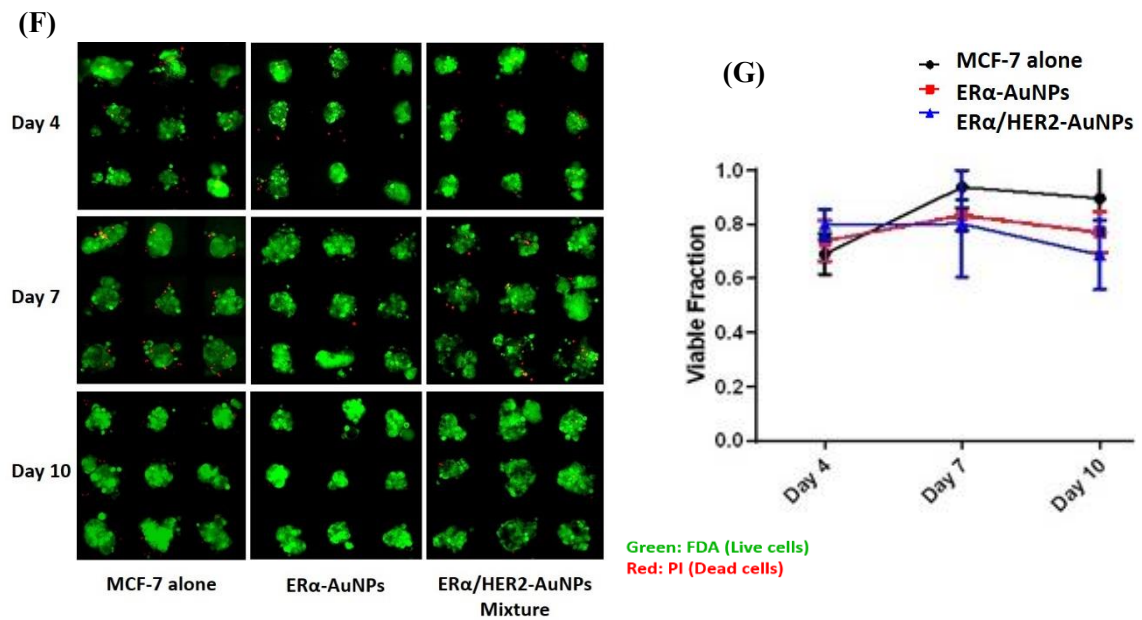 (F)
Day 4
Day 7
Day 10
MCF-7 alone
ERα-AuNPs
ERα/HER2-AuNPs
Mixture
Green: FDA (Live cells)
Red: PI (Dead cells)
(G)
MCF-7 alone
ERα-AuNPs
ERα/HER2-AuNPs
Viable Fraction
1.0
0.8
0.6
0.4
0.2
0.0
Day 4
Day 7
Day 10